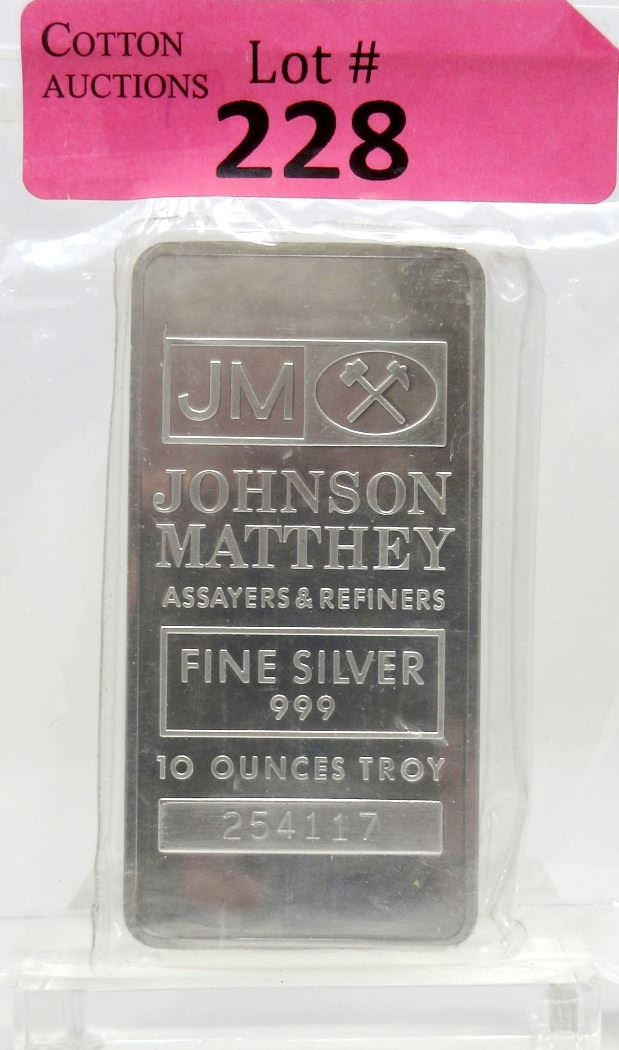 COTTON
AUCTIONS
Lot #
228
JM
JOHNSON
MATTHEY
ASSAYERS & REFINERS
FINE SILVER
999
10 OUNCES TROY
254117